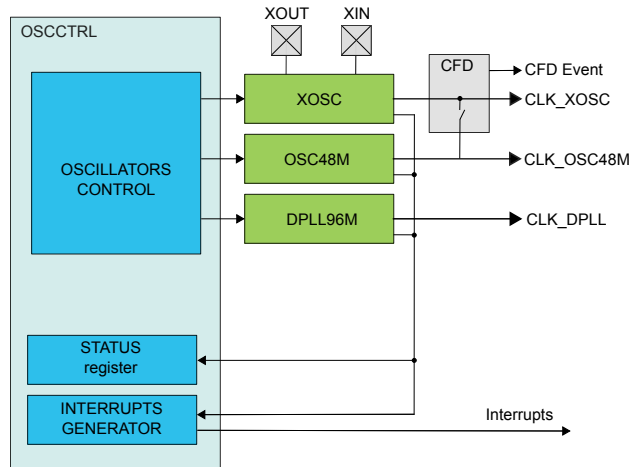 OSCCTRL
XOUT
XIN
CFD
CFD Event
XOSC
CLK_XOSC
OSCILLATORS
CONTROL
OSC48M
CLK_OSC48M
DPLL96M
CLK_DPLL
STATUS
register
INTERRUPTS
GENERATOR
Interrupts